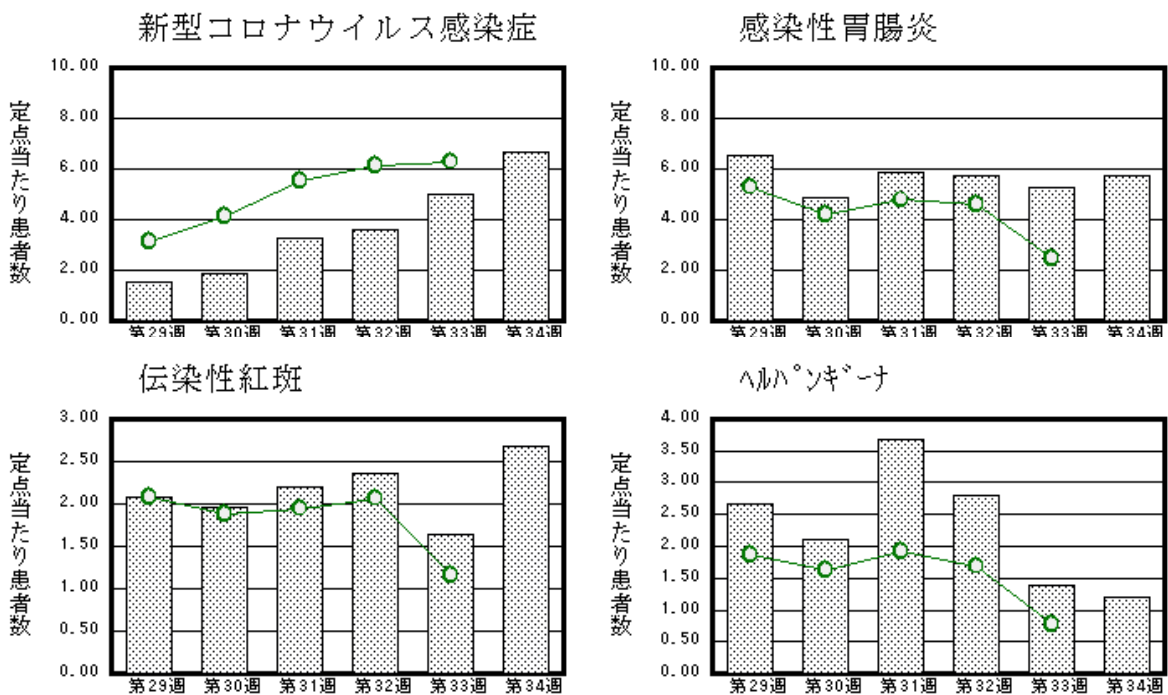 新型コロナウイルス感染症
感染性胃腸炎
定点当たり患者数
10.00
8.00
6.00
4.00
2.00
0.00
第29週 第30週 第31週 第32週 第33週 第34週
定点当たり患者数
10.00
8.00
6.00
4.00
2.00
0.00
第29週 第30週 第31週 第32週 第33週 第34週
伝染性紅斑
ﾍﾙﾊﾟﾝｷﾞｰﾅ
定点当たり患者数
3.00
2.50
2.00
1.50
1.00
0.50
0.00
第29週 第30週 第31週 第32週 第33週 第34週
定点当たり患者数
4.00
3.50
3.00
2.50
2.00
1.50
1.00
0.50
0.00
第29週 第30週 第31週 第32週 第33週 第34週